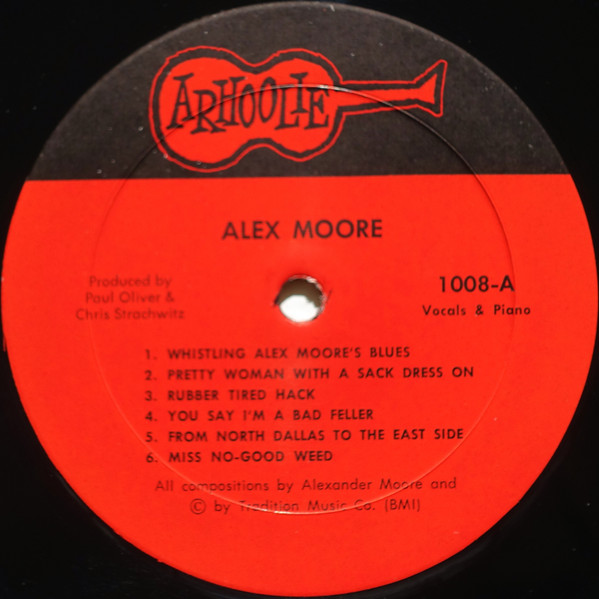 ARHOOLIE
ALEX MOORE
Produced by
Paul Oliver &
Chris Strachwitz
1008-A
Vocals & Piano
1. WHISTLING ALEX MOORE'S BLUES
2. PRETTY WOMAN WITH A SACK DRESS ON
3. RUBBER TIRED HACK
4. YOU SAY I'M A BAD FELLER
5. FROM NORTH DALLAS TO THE EAST SIDE
6. MISS NO-GOOD WEED
All compositions by Alexander Moore and
© by Tradition Music Co. (BMI)